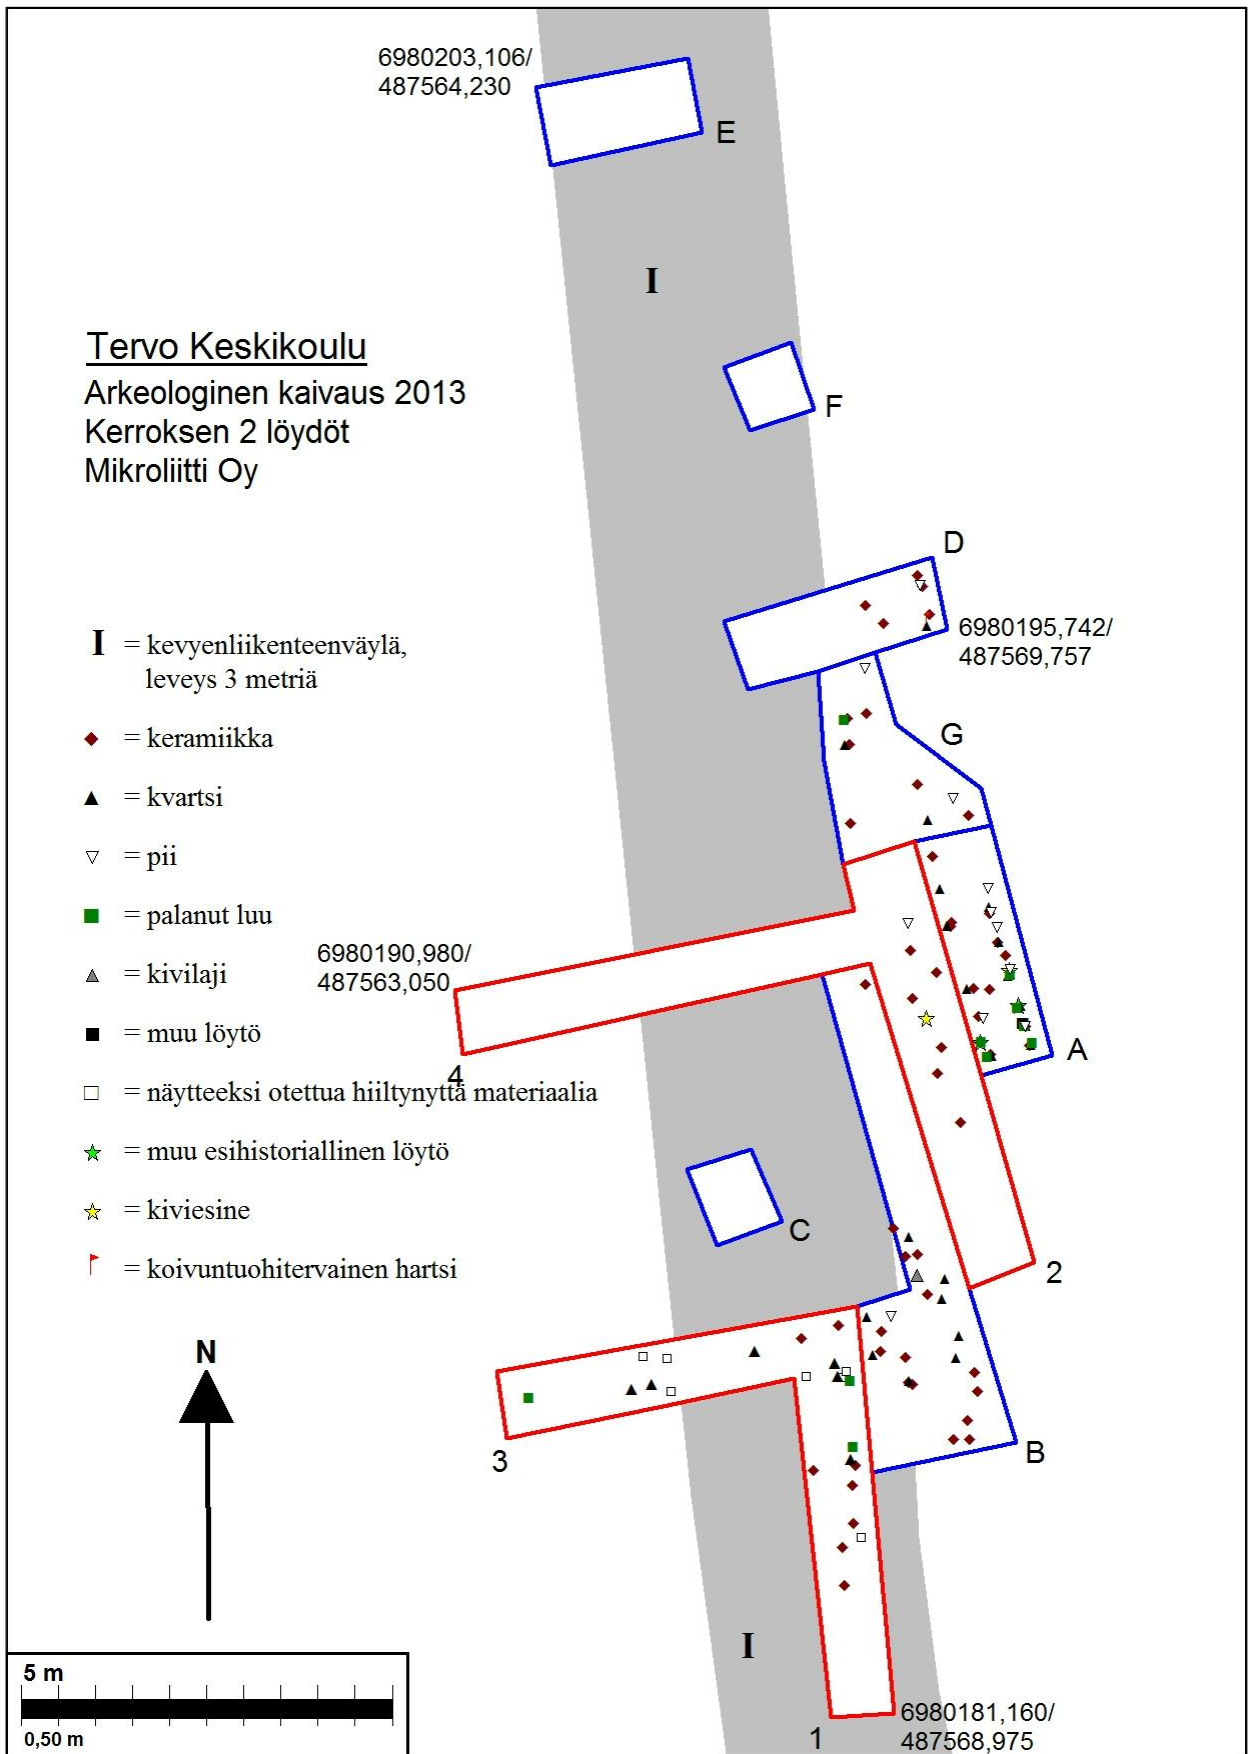 6980203,106/
487564,230
E
I
F
Tervo Keskikoulu
Arkeologinen kaivaus 2013
Kerroksen 2 löydöt
Mikroliitti Oy
D
6980195,742/
487569,757
G
I = kevyenliikenteenväylä,
leveys 3 metriä
= keramiikka
= kvartsi
= pii
= palanut luu
= kivilaji
= muu löytö
= näytteeksi otettua hiiltynyttä materiaalia
= muu esihistoriallinen löytö
= kiviesine
= koivuntuohitervainen hartsi
6980190,980/
487563,050
4
A
C
2
3
B
N
I
5 m
0,50 m
1
6980181,160/
487568,975